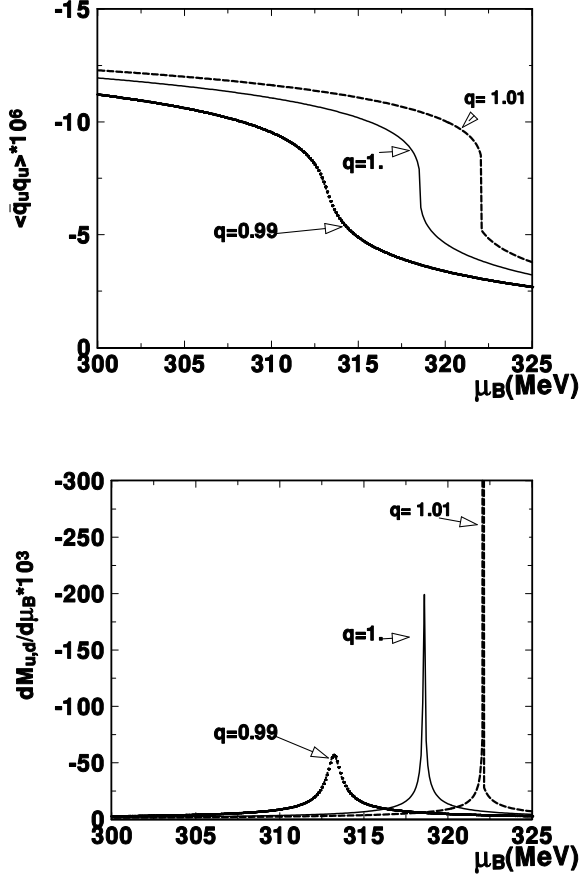 <q̄ᵤqᵤ>*10⁶
-15
-10
-5
0
q= 1.01
q=1.
q=0.99
300 305 310 315 320 325
μB(MeV)
dMu,d/dμB*10³
-300
-250
-200
-150
-100
-50
0
q= 1.01
q=1.
q=0.99
300 305 310 315 320 325
μB(MeV)